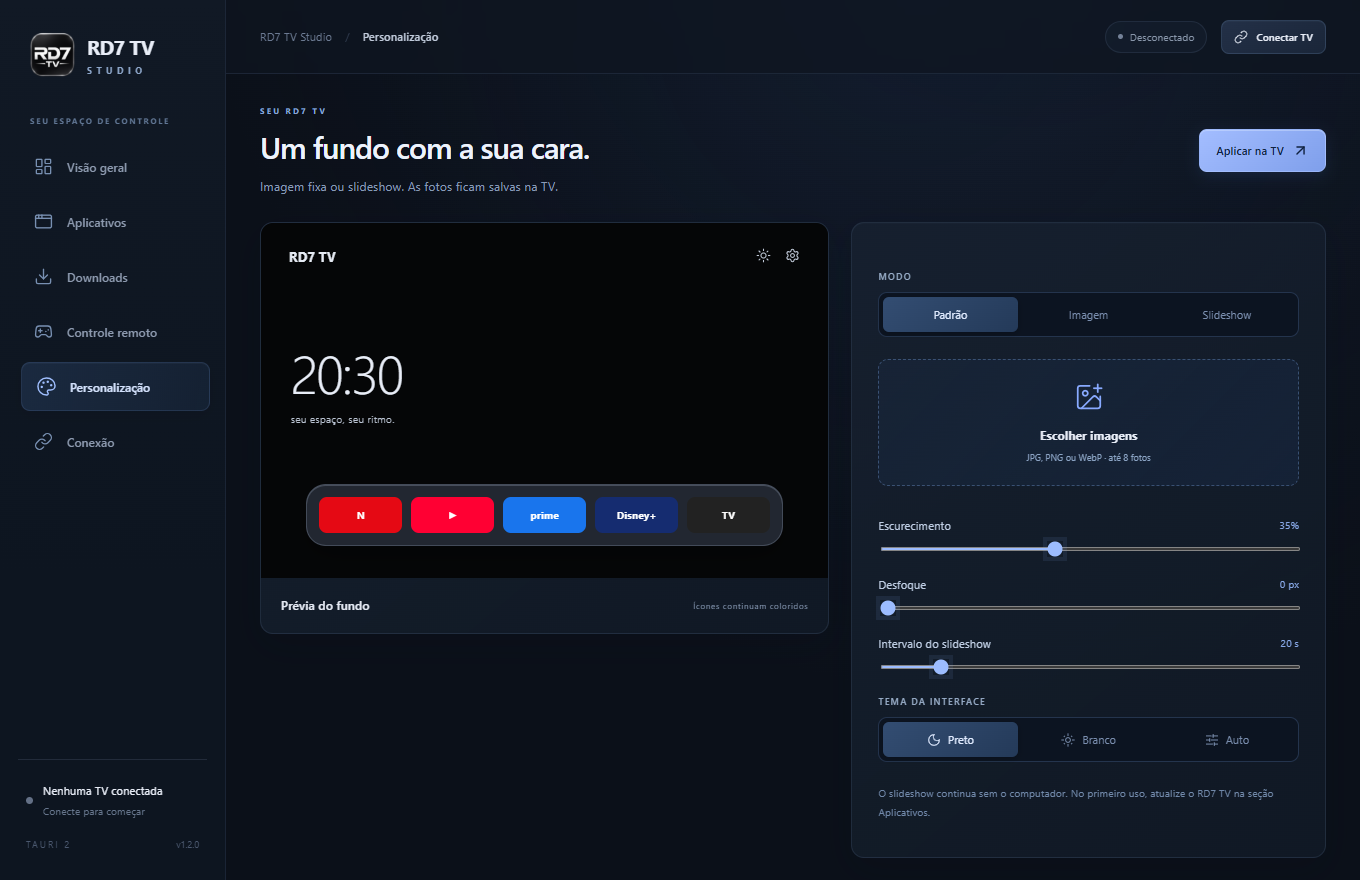 RD7
TV
RD7 TV
STUDIO
SEU ESPAÇO DE CONTROLE
Visão geral
Aplicativos
Downloads
Controle remoto
Personalização
Conexão
Nenhuma TV conectada
Conecte para começar
TAURI 2
v1.2.0
RD7 TV Studio / Personalização
Desconectado
Conectar TV
SEU RD7 TV
Um fundo com a sua cara.
Imagem fixa ou slideshow. As fotos ficam salvas na TV.
Aplicar na TV
RD7 TV
20:30
seu espaço, seu ritmo.
N
prime
Disney+
TV
Prévia do fundo
Ícones continuam coloridos
MODO
Padrão
Imagem
Slideshow
Escolher imagens
JPG, PNG ou WebP · até 8 fotos
Escurecimento
35%
Desfoque
0 px
Intervalo do slideshow
20 s
TEMA DA INTERFACE
Preto
Branco
Auto
O slideshow continua sem o computador. No primeiro uso, atualize o RD7 TV na seção
Aplicativos.